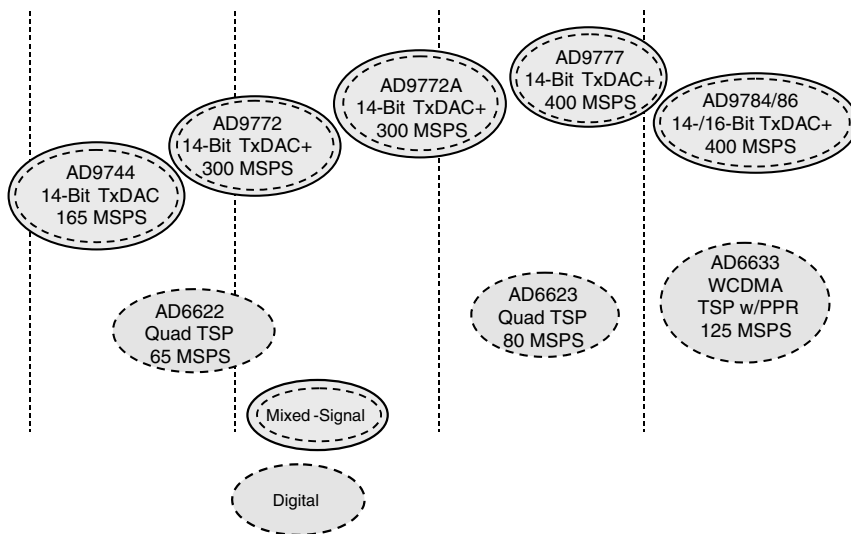 AD9744
14-Bit TxDAC
165 MSPS
AD9772
14-Bit TxDAC+
300 MSPS
AD9772A
14-Bit TxDAC+
300 MSPS
AD9777
14-Bit TxDAC+
400 MSPS
AD9784/86
14-/16-Bit TxDAC+
400 MSPS
AD6622
Quad TSP
65 MSPS
AD6623
Quad TSP
80 MSPS
AD6633
WCDMA
TSP w/PPR
125 MSPS
Mixed-Signal
Digital